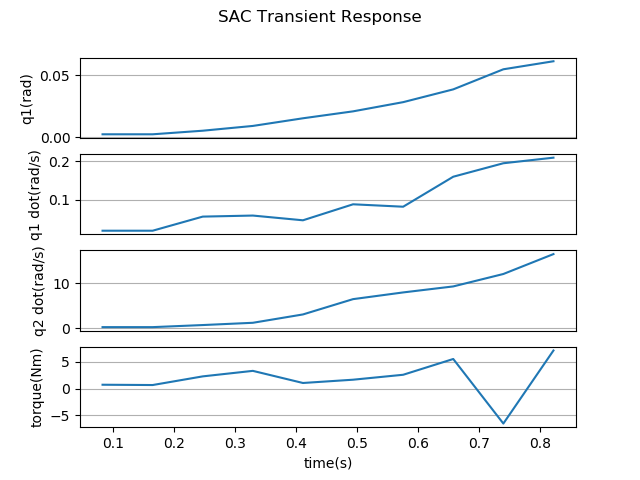 SAC Transient Response
q1(rad)
0.05
0.00
q1 dot(rad/s)
0.2
0.1
q2 dot(rad/s)
10
0
torque(Nm)
5
0
−5
0.1 0.2 0.3 0.4 0.5 0.6 0.7 0.8
time(s)